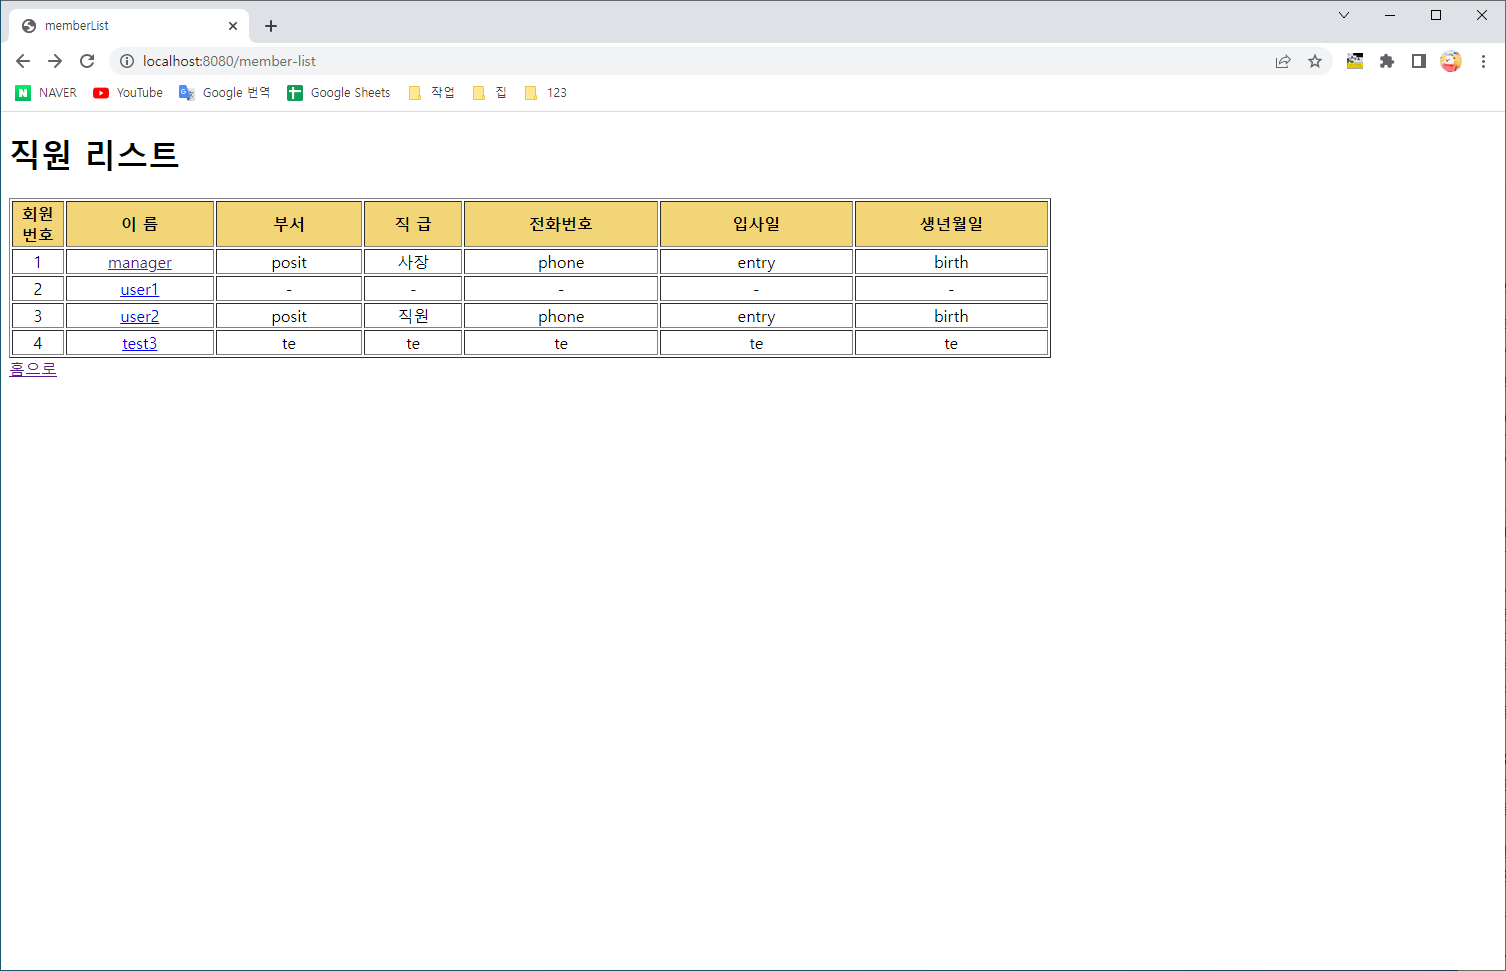 memberList
localhost:8080/member-list
NAVER YouTube Google 번역 Google Sheets 작업 집 123
직원 리스트
회원 번호 이 름 부서 직 급 전화번호 입사일 생년월일
1 manager posit 사장 phone entry birth
2 user1 - - - - -
3 user2 posit 직원 phone entry birth
4 test3 te te te te te
홈으로